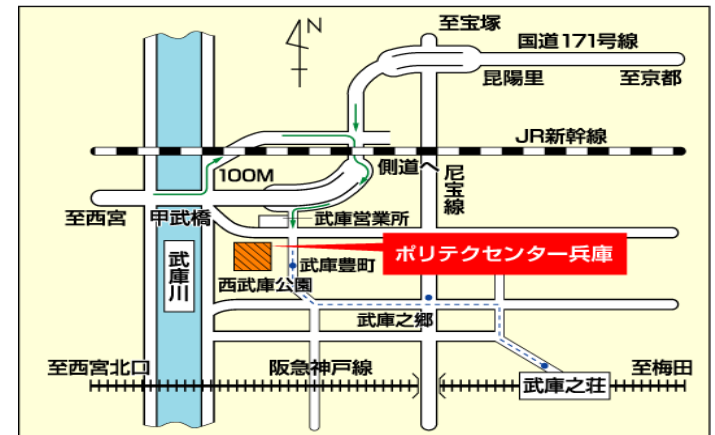 至宝塚
N
国道171号線
昆陽里
至京都
JR新幹線
100M
側道へ
尼宝線
至西宮
甲武橋
武庫営業所
ポリテクセンター兵庫
武庫川
武庫豊町
西武庫公園
武庫之郷
至西宮北口
阪急神戸線
至梅田
武庫之荘